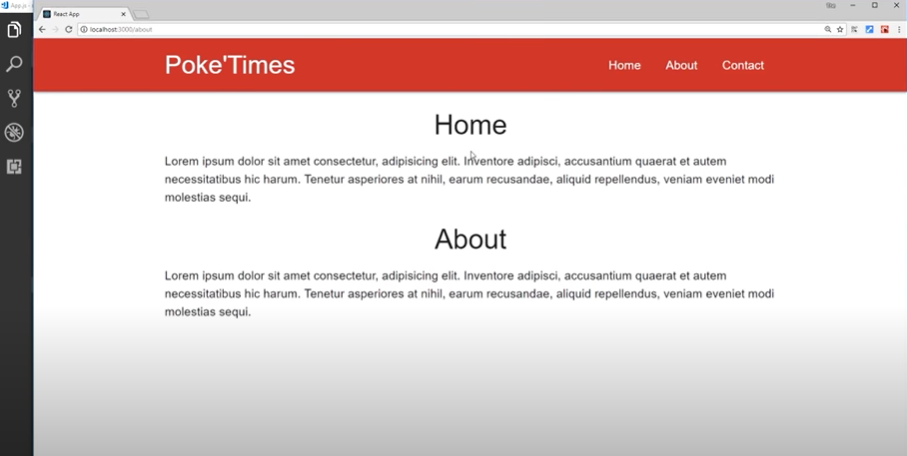 App.js
React App
localhost:3000/about
Poke'Times
Home
About
Contact
Home
Lorem ipsum dolor sit amet consectetur, adipisicing elit. Inventore adipisci, accusantium quaerat et autem
necessitatibus hic harum. Tenetur asperiores at nihil, earum recusandae, aliquid repellendus, veniam eveniet modi
molestias sequi.
About
Lorem ipsum dolor sit amet consectetur, adipisicing elit. Inventore adipisci, accusantium quaerat et autem
necessitatibus hic harum. Tenetur asperiores at nihil, earum recusandae, aliquid repellendus, veniam eveniet modi
molestias sequi.